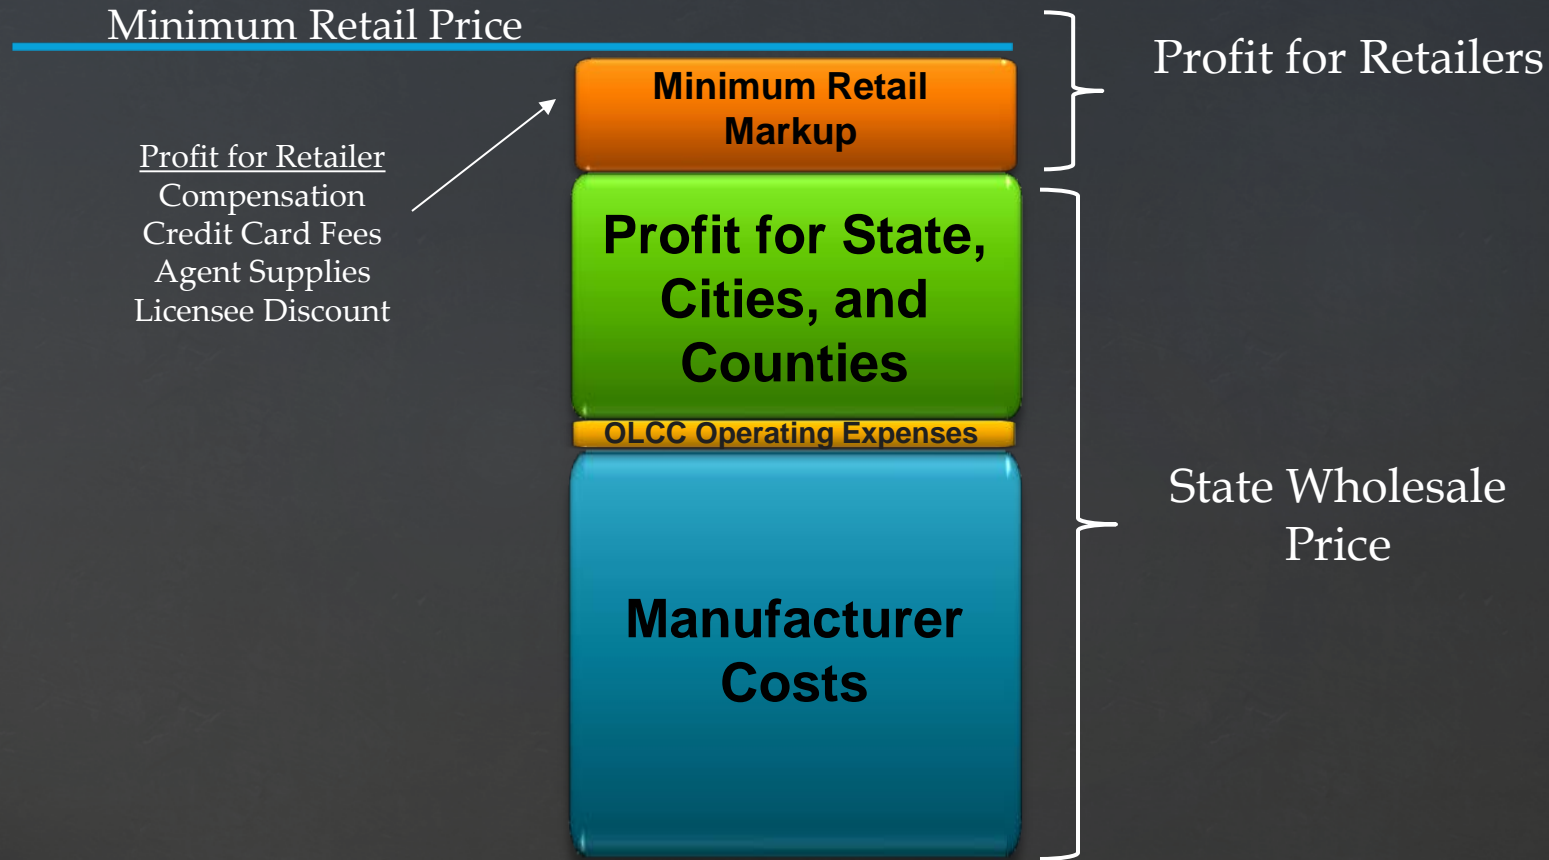 Minimum Retail Price
Profit for Retailers
Minimum Retail
Markup
Profit for Retailer
Compensation
Credit Card Fees
Agent Supplies
Licensee Discount
Profit for State,
Cities, and
Counties
OLCC Operating Expenses
State Wholesale
Price
Manufacturer
Costs